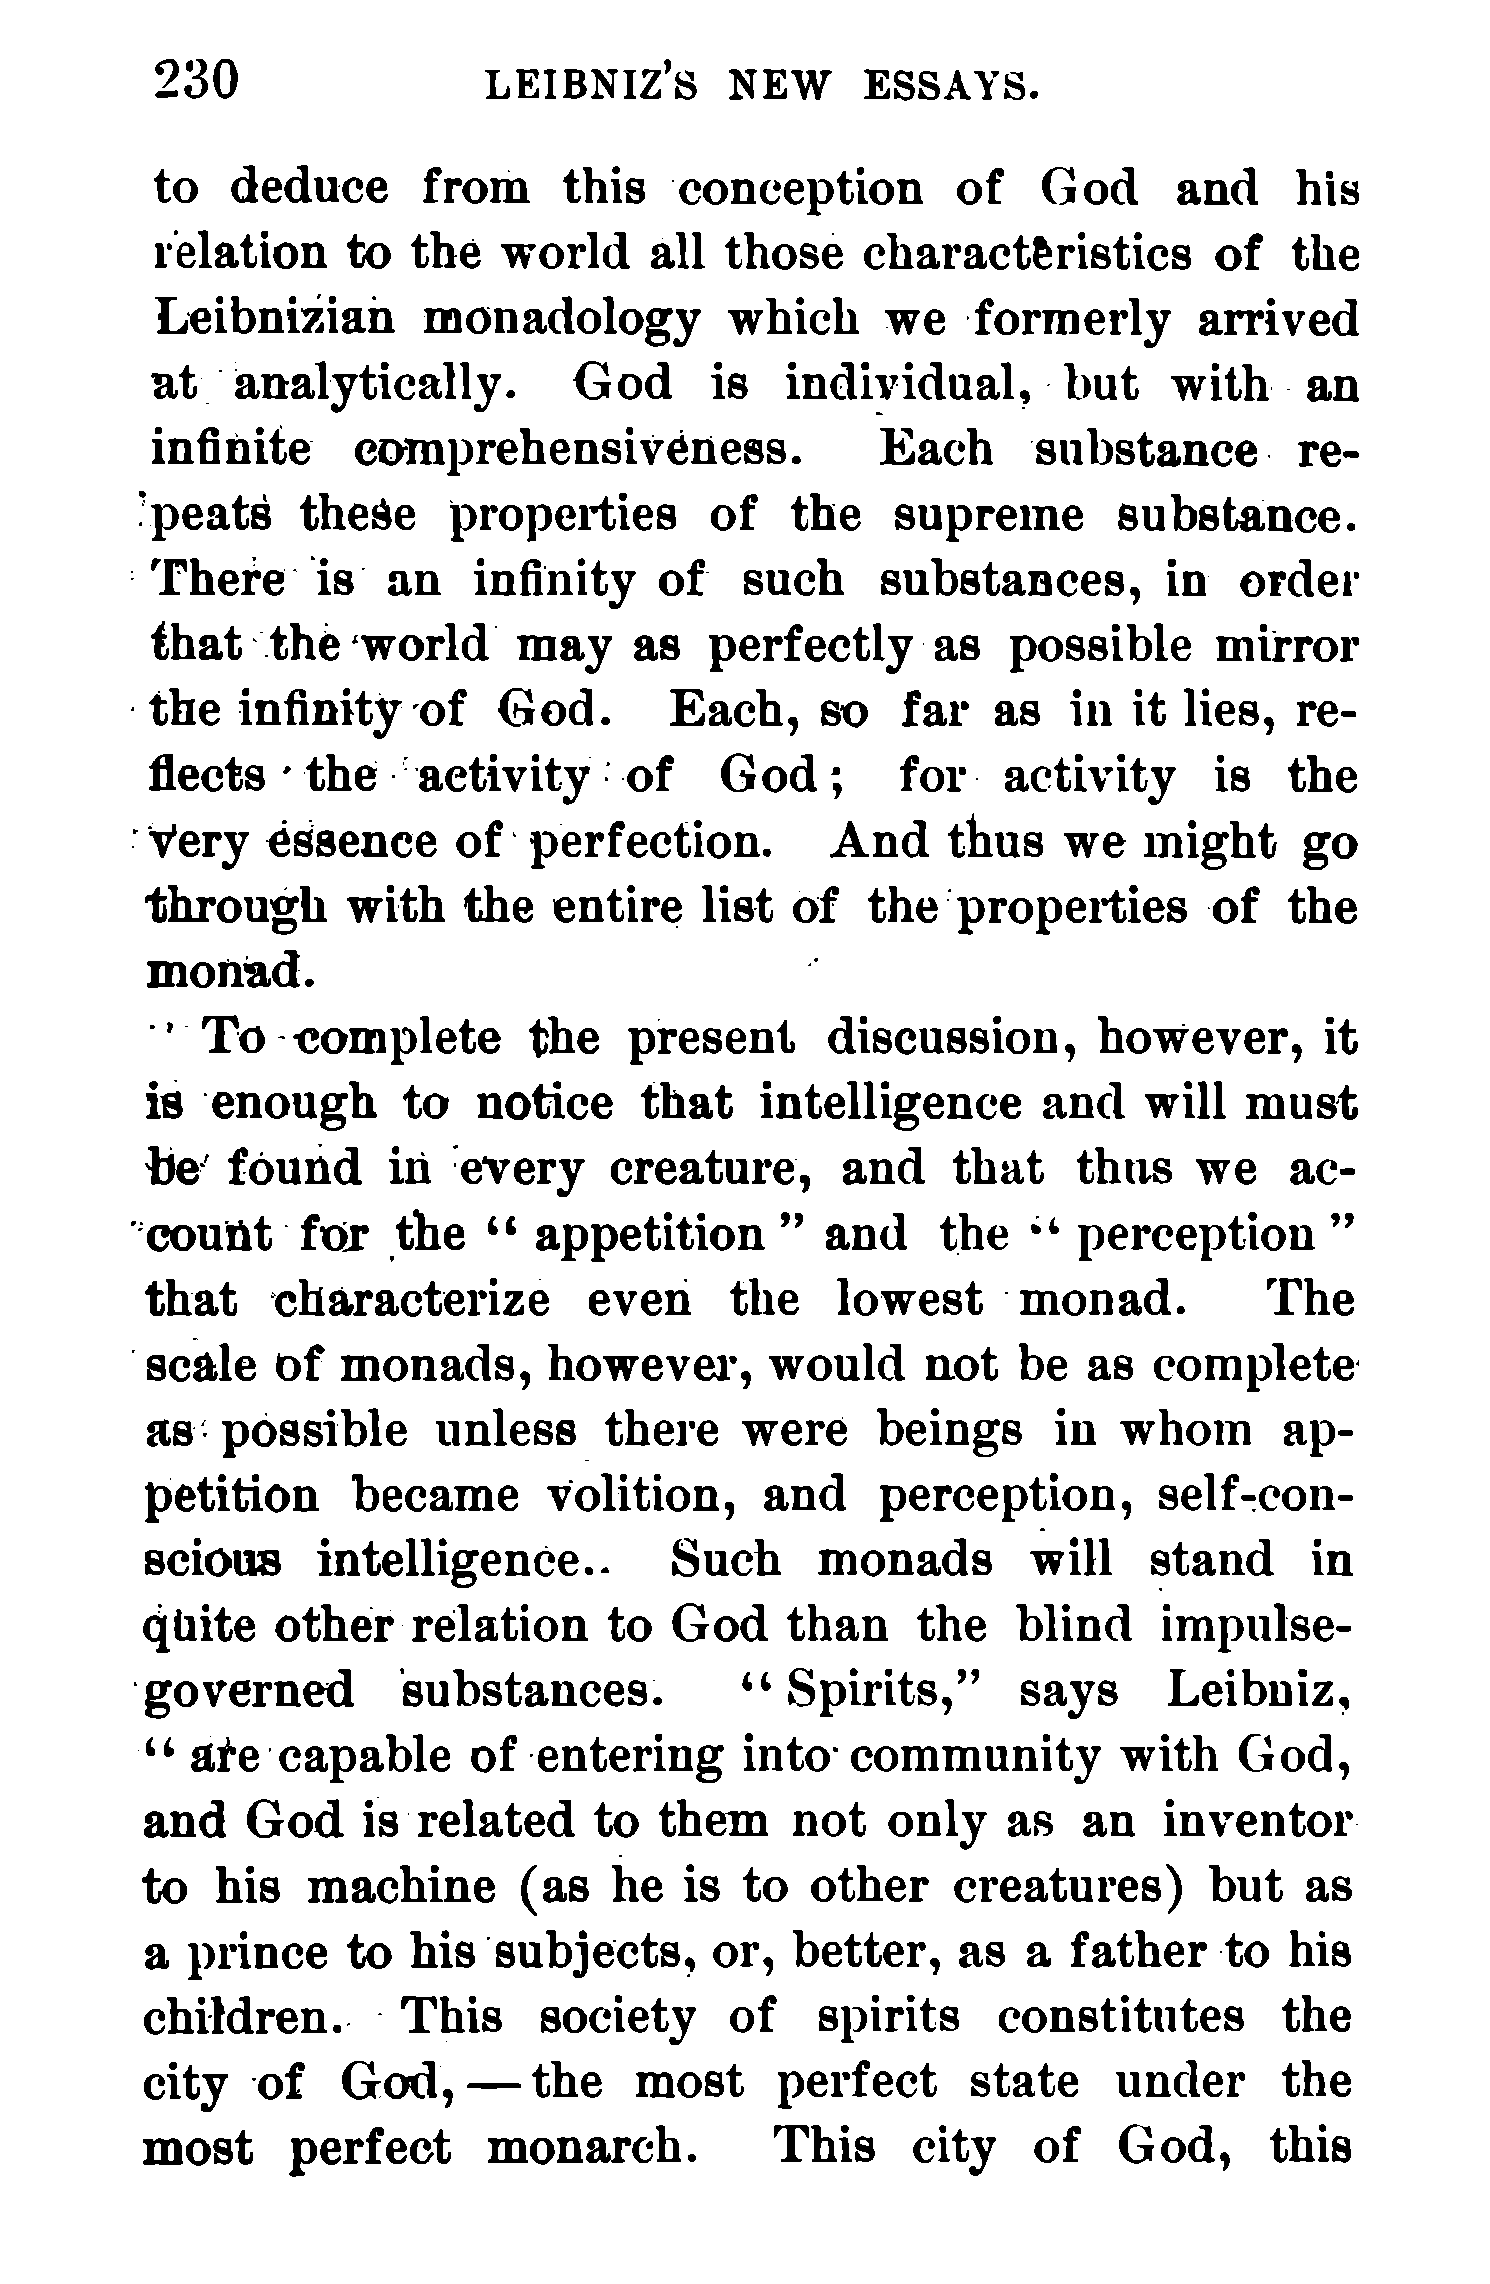 230 LEIBNIZ'S NEW ESSAYS.
to deduce from this conception of God and his
relation to the world all those characteristics of the
Leibnizian monadology which we formerly arrived
at analytically. God is individual, but with an
infinite comprehensiveness. Each substance re-
peats these properties of the supreme substance.
There is an infinity of such substances, in order
that the world may as perfectly as possible mirror
the infinity of God. Each, so far as in it lies, re-
flects the activity of God; for activity is the
very essence of perfection. And thus we might go
through with the entire list of the properties of the
monad.
To complete the present discussion, however, it
is enough to notice that intelligence and will must
be found in every creature, and that thus we ac-
count for the "appetition" and the "perception"
that characterize even the lowest monad. The
scale of monads, however, would not be as complete
as possible unless there were beings in whom ap-
petition became volition, and perception, self-con-
scious intelligence. Such monads will stand in
quite other relation to God than the blind impulse-
governed substances. "Spirits," says Leibniz,
"are capable of entering into community with God,
and God is related to them not only as an inventor
to his machine (as he is to other creatures) but as
a prince to his subjects, or, better, as a father to his
children. This society of spirits constitutes the
city of God, — the most perfect state under the
most perfect monarch. This city of God, this